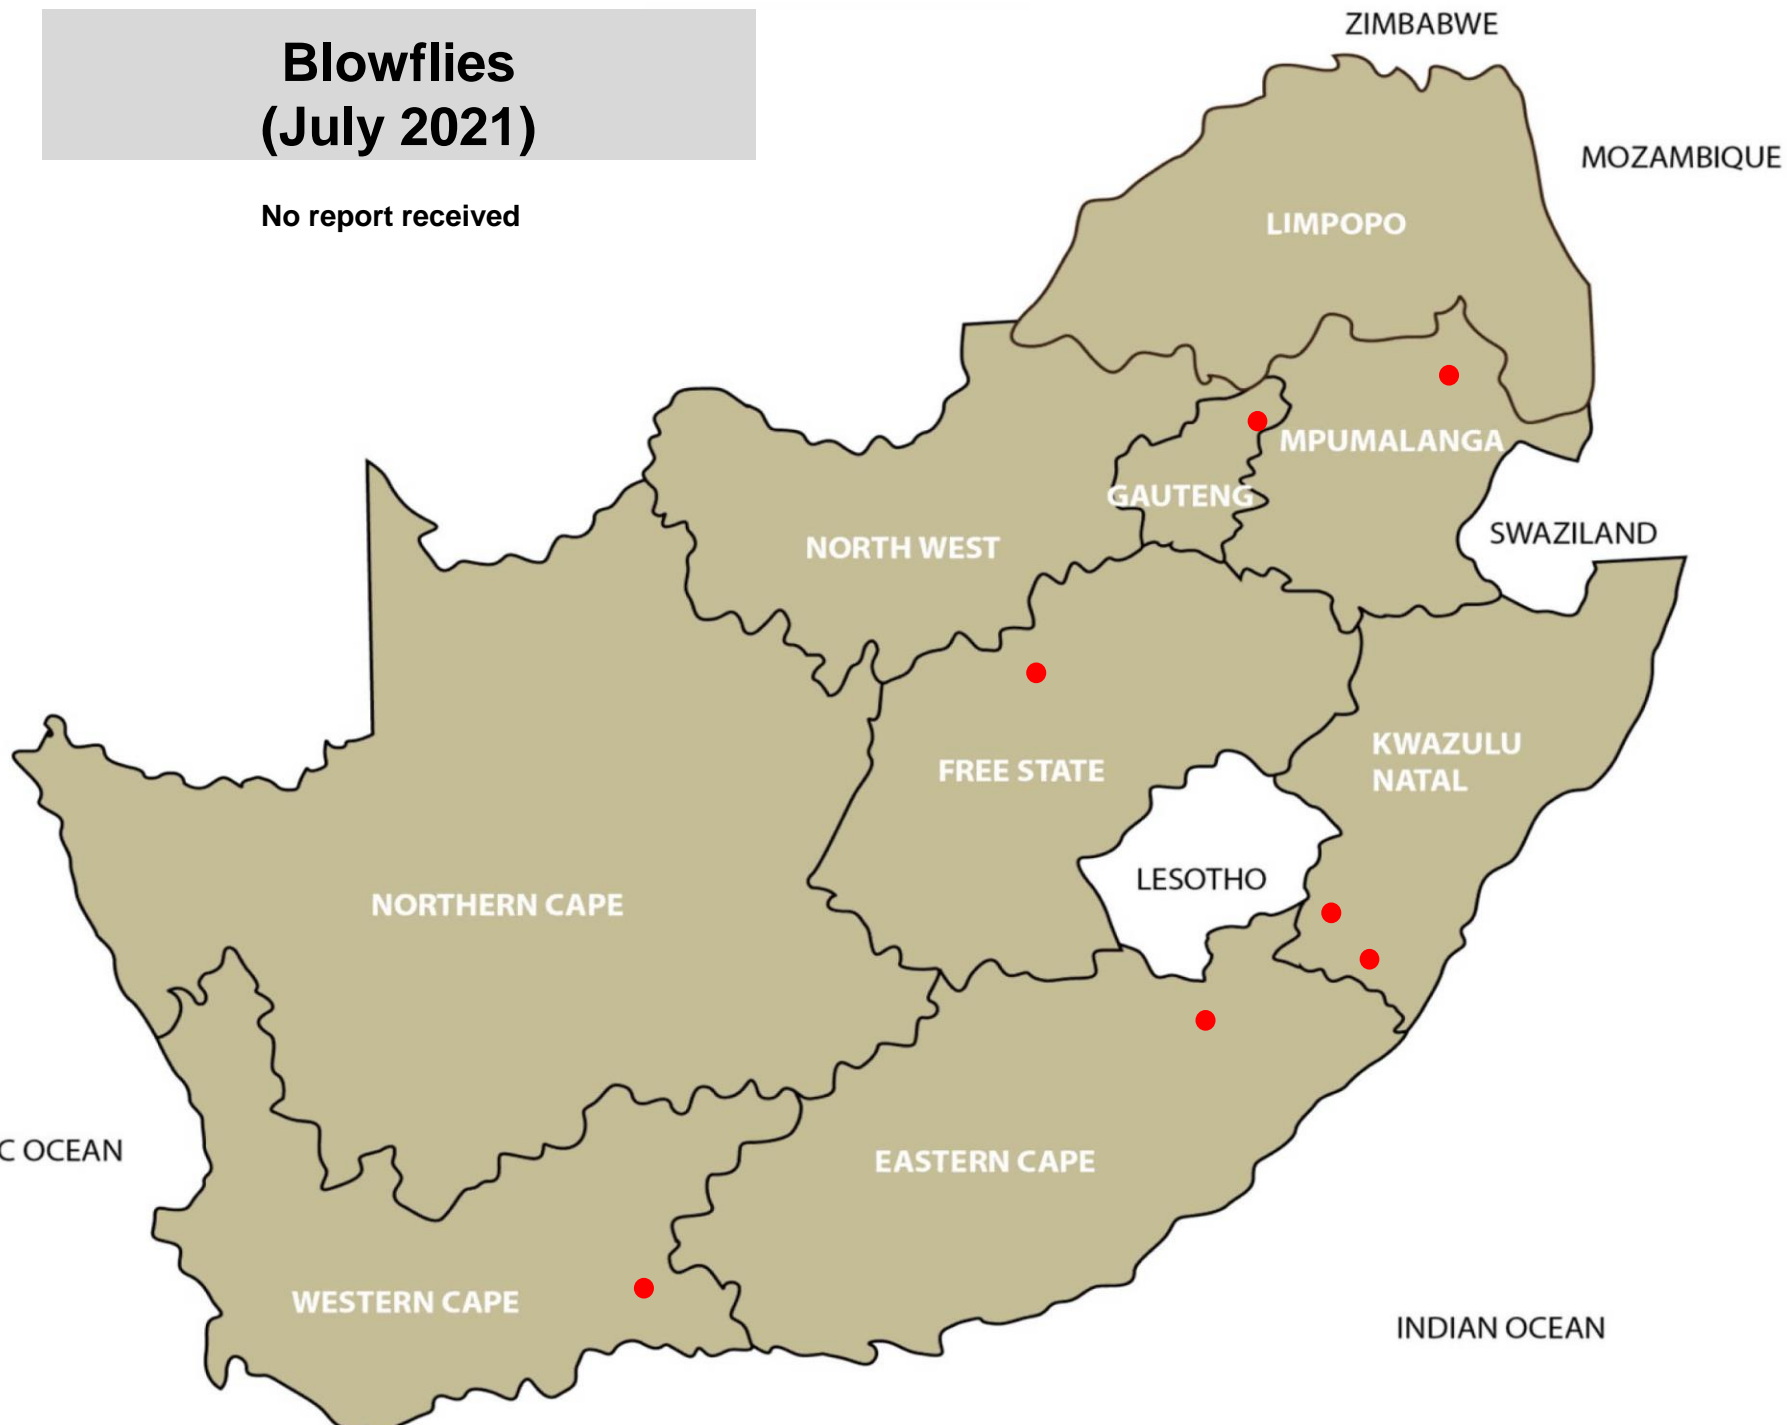 Blowflies
(July 2021)
No report received
ZIMBABWE
MOZAMBIQUE
LIMPOPO
MPUMALANGA
GAUTENG
SWAZILAND
NORTH WEST
KWAZULU
NATAL
FREE STATE
LESOTHO
NORTHERN CAPE
C OCEAN
EASTERN CAPE
WESTERN CAPE
INDIAN OCEAN